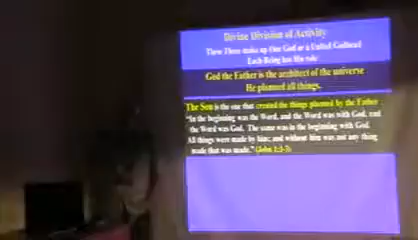 Divine Division of Activity
These Three make up One God or a United Godhead
Each Being has His role
God the Father is the architect of the universe
He planned all things.
The Son is the one that created the things planned by the Father
"In the beginning was the Word, and the Word was with God, and
the Word was God. The same was in the beginning with God.
All things were made by him; and without him was not any thing
made that was made." (John 1:1-3)